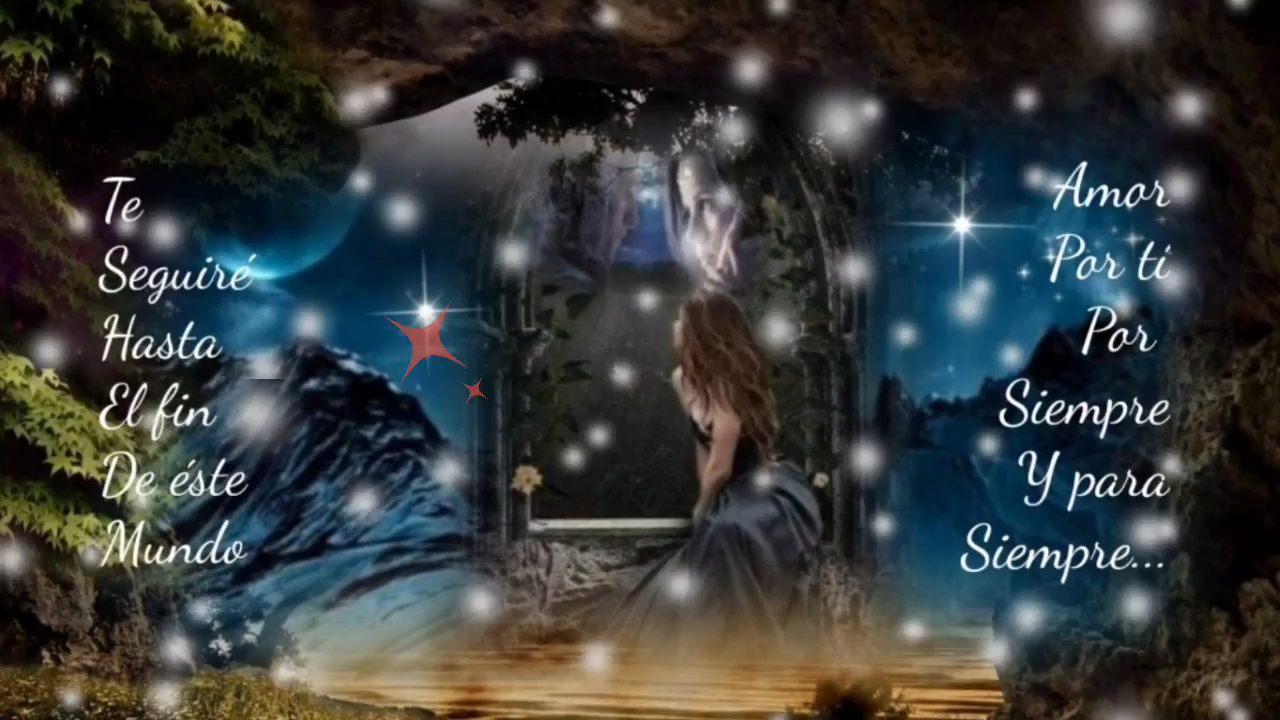 Te
Seguiré
Hasta
El fin
De éste
Mundo
Amor
Por ti
Por
Siempre
Y para
Siempre...